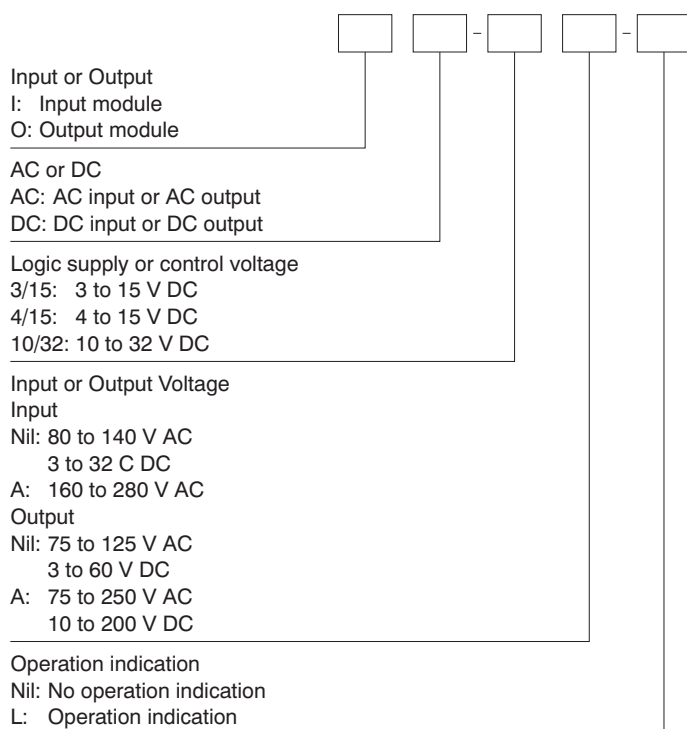 - -
Input or Output
I: Input module
O: Output module
AC or DC
AC: AC input or AC output
DC: DC input or DC output
Logic supply or control voltage
3/15: 3 to 15 V DC
4/15: 4 to 15 V DC
10/32: 10 to 32 V DC
Input or Output Voltage
Input
Nil: 80 to 140 V AC
3 to 32 C DC
A: 160 to 280 V AC
Output
Nil: 75 to 125 V AC
3 to 60 V DC
A: 75 to 250 V AC
10 to 200 V DC
Operation indication
Nil: No operation indication
L: Operation indication